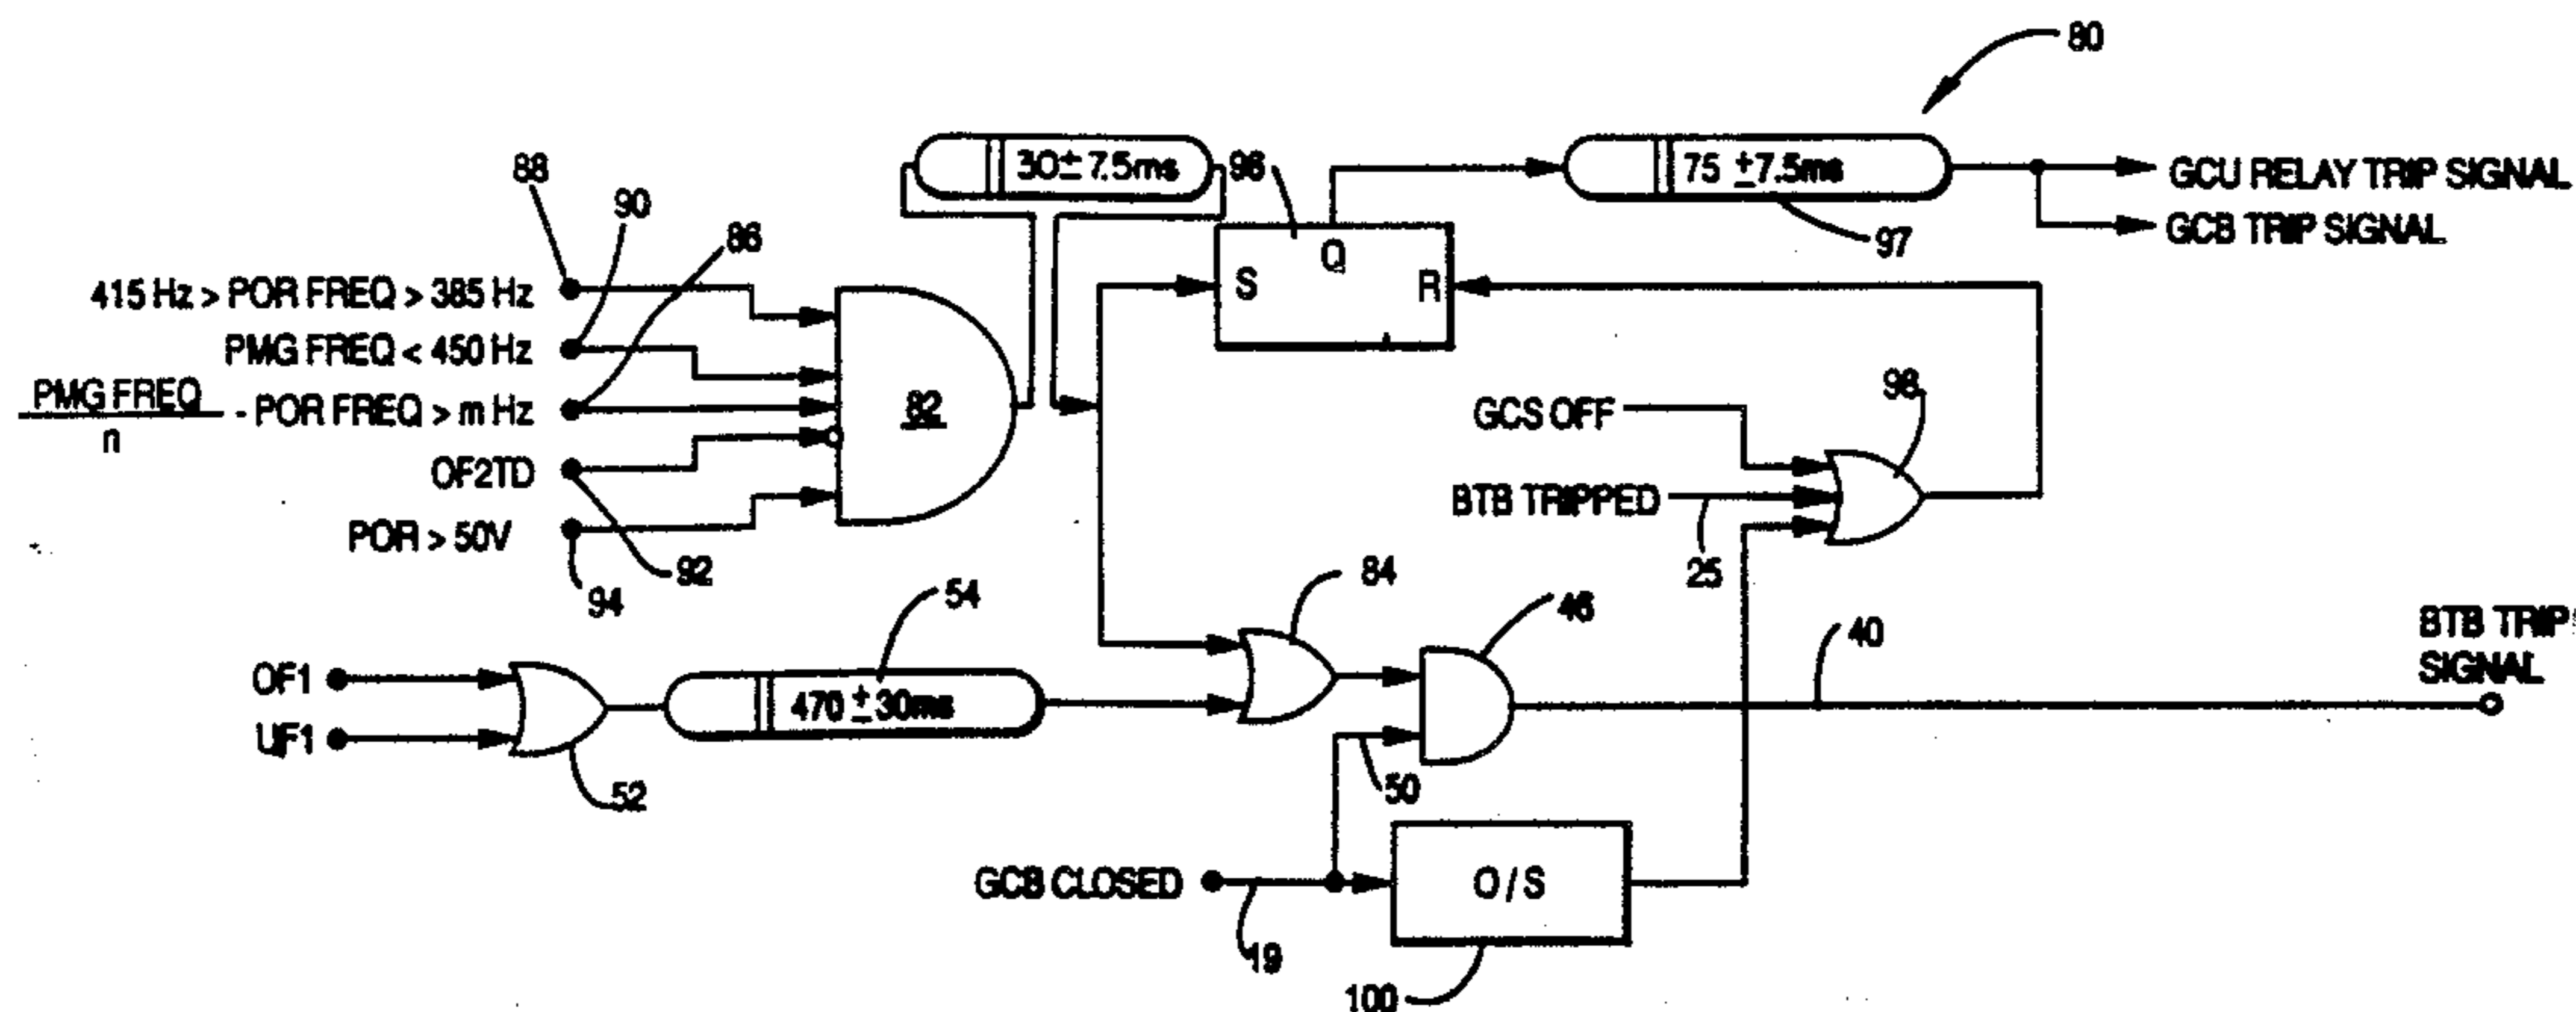 80
30 ± 7.5ms
96
75 ± 7.5ms
GCU RELAY TRIP SIGNAL
GCB TRIP SIGNAL
97
88
90
86
415 Hz > POR FREQ > 385 Hz
PMG FREQ < 450 Hz
PMG FREQ
n
- POR FREQ > m Hz
OF2TD
POR > 50V
82
92
94
S
Q
R
GCS OFF
BTB TRIPPED
98
25
54
84
46
40
BTB TRIP
SIGNAL
OF1
UF1
470 ± 30ms
52
50
GCB CLOSED
O / S
19
100